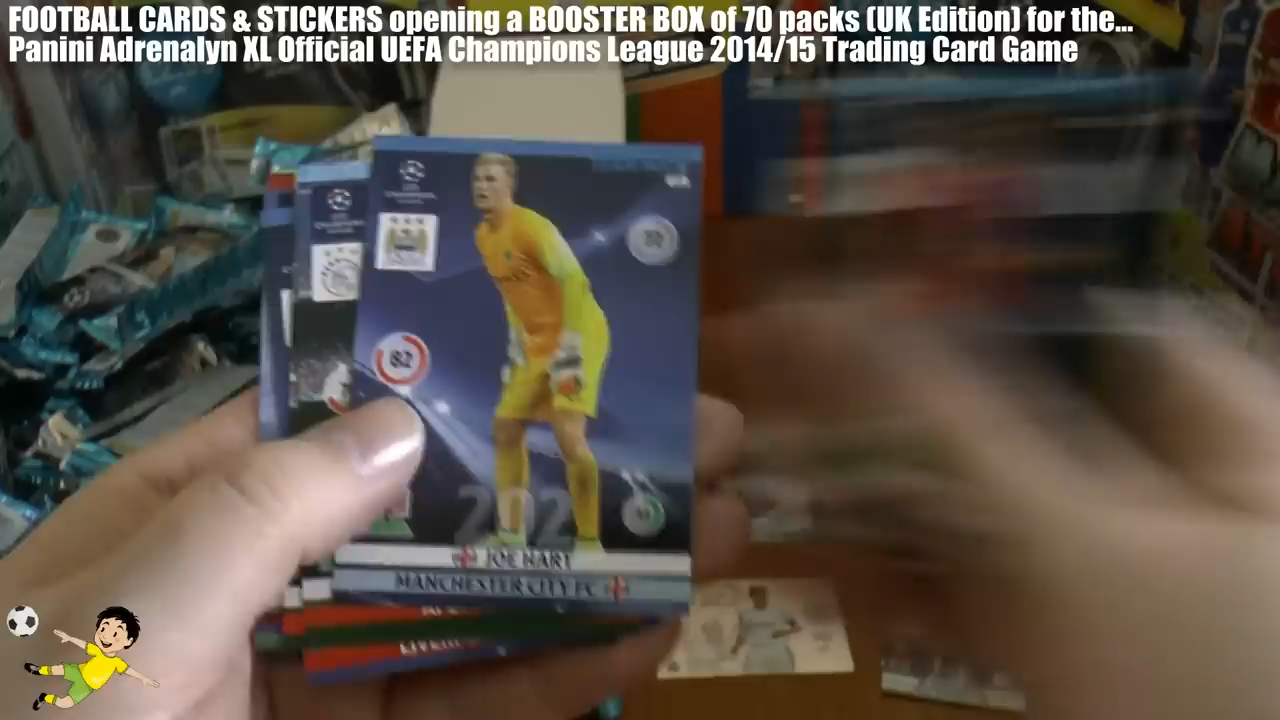 FOOTBALL CARDS & STICKERS opening a BOOSTER BOX of 70 packs (UK Edition) for the...
Panini Adrenalyn XL Official UEFA Champions League 2014/15 Trading Card Game
82
202
JOE HART
MANCHESTER CITY FC